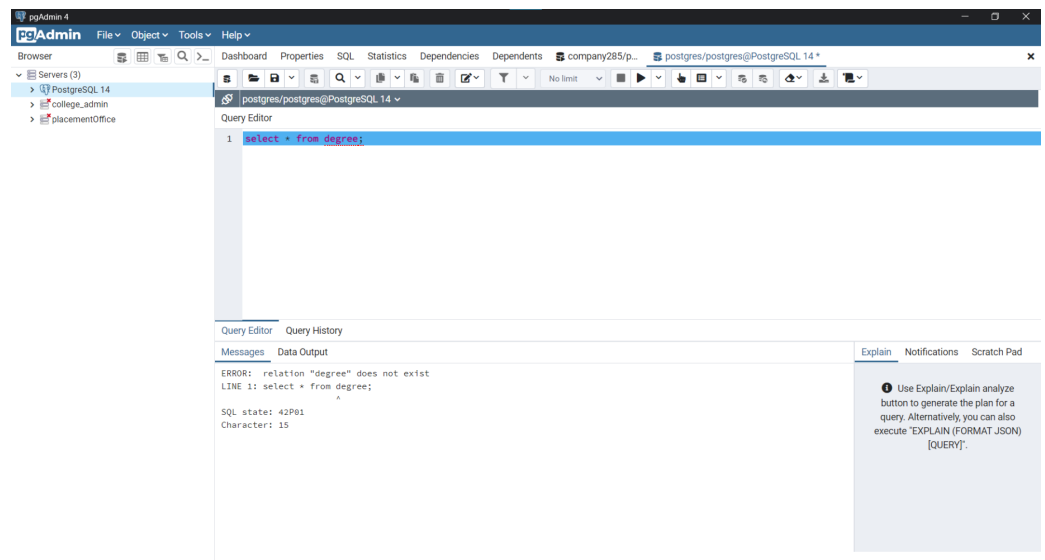 pgAdmin 4
pgAdmin File Object Tools Help
Browser
Dashboard Properties SQL Statistics Dependencies Dependents company285/p... postgres/postgres@PostgreSQL 14 *
Servers (3)
PostgreSQL 14
college_admin
placementOffice
No limit
postgres/postgres@PostgreSQL 14
Query Editor
1 select * from degree;
Query Editor Query History
Messages Data Output
ERROR: relation "degree" does not exist
LINE 1: select * from degree;
^
SQL state: 42P01
Character: 15
Explain Notifications Scratch Pad
Use Explain/Explain analyze
button to generate the plan for a
query. Alternatively, you can also
execute "EXPLAIN (FORMAT JSON)
[QUERY]".